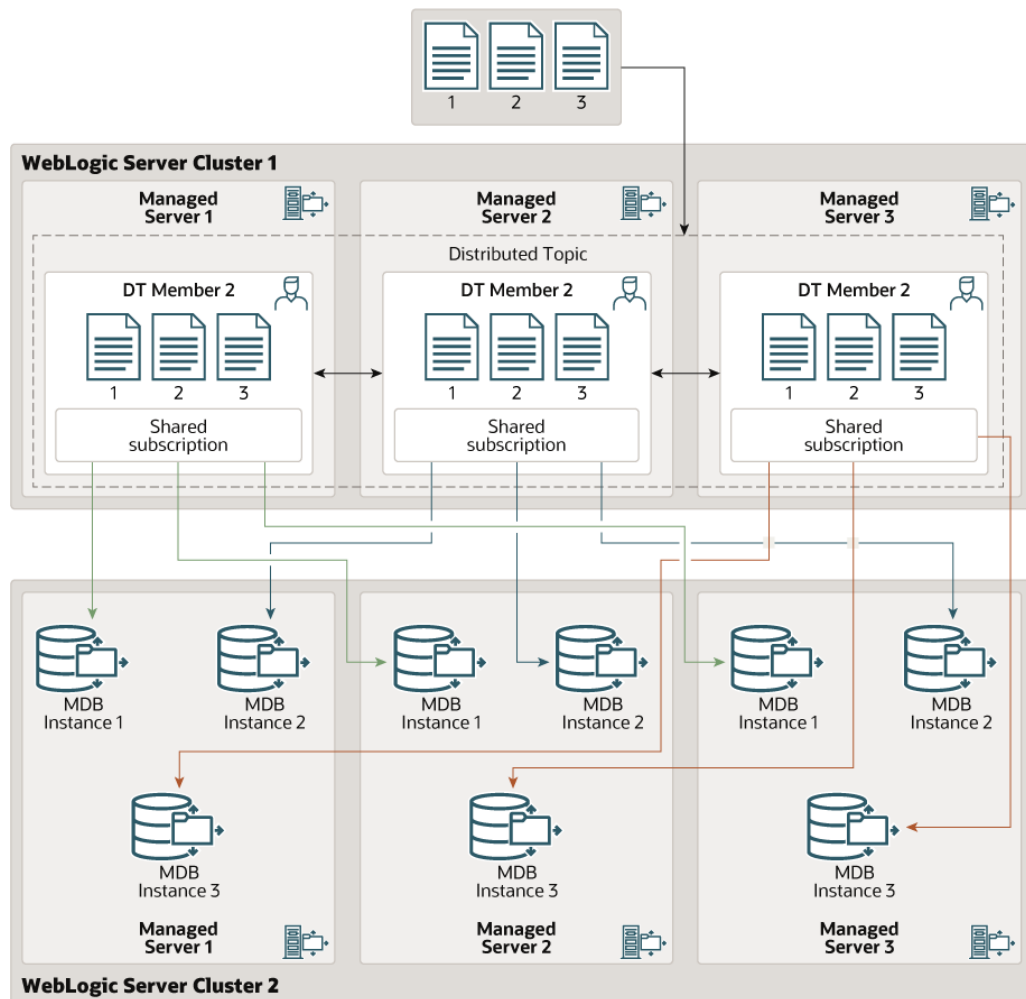 1 2 3
WebLogic Server Cluster 1
Managed
Server 1
Managed
Server 2
Managed
Server 3
Distributed Topic
DT Member 2
1 2 3
Shared
subscription
DT Member 2
1 2 3
Shared
subscription
DT Member 2
1 2 3
Shared
subscription
MDB
Instance 1
MDB
Instance 2
MDB
Instance 1
MDB
Instance 2
MDB
Instance 1
MDB
Instance 2
MDB
Instance 3
MDB
Instance 3
MDB
Instance 3
Managed
Server 1
Managed
Server 2
Managed
Server 3
WebLogic Server Cluster 2